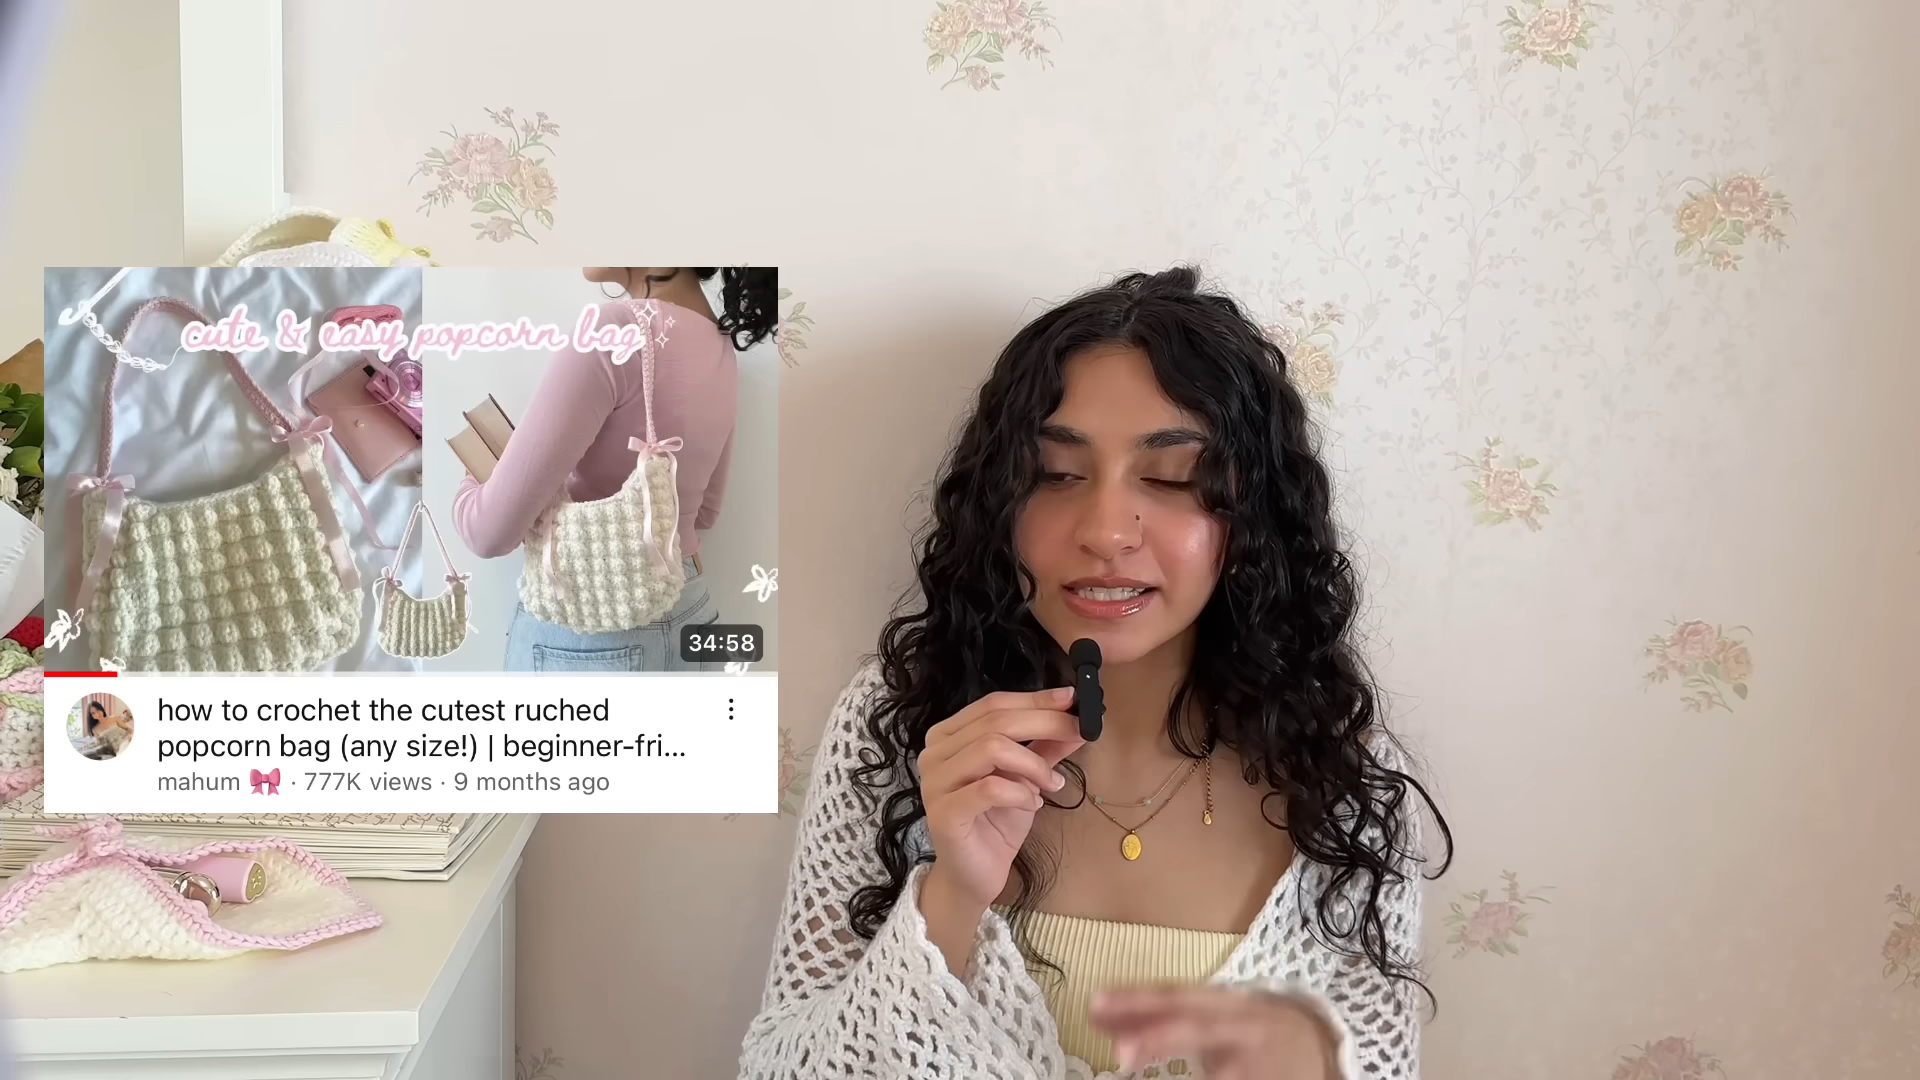 cute & easy popcorn bag
34:58
how to crochet the cutest ruched
popcorn bag (any size!) | beginner-fri...
mahum 🎀 · 777K views · 9 months ago